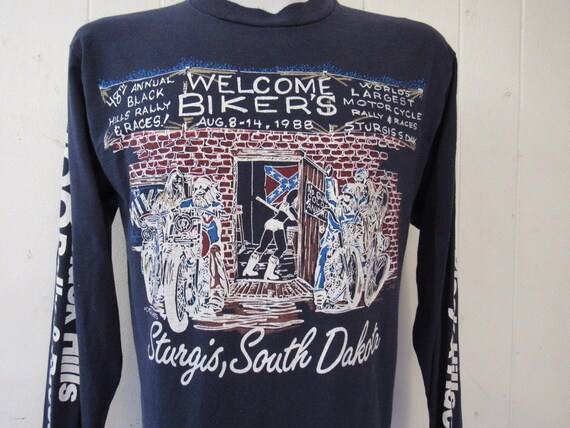 48th ANNUAL
BLACK
HILLS RALLY
& RACES!
WELCOME
BIKER'S
AUG. 8-14, 1988
WORLDS
LARGEST
MOTORCYCLE
RALLY & RACES
STURGIS S. DAK.
Sturgis, South Dakota
Hills